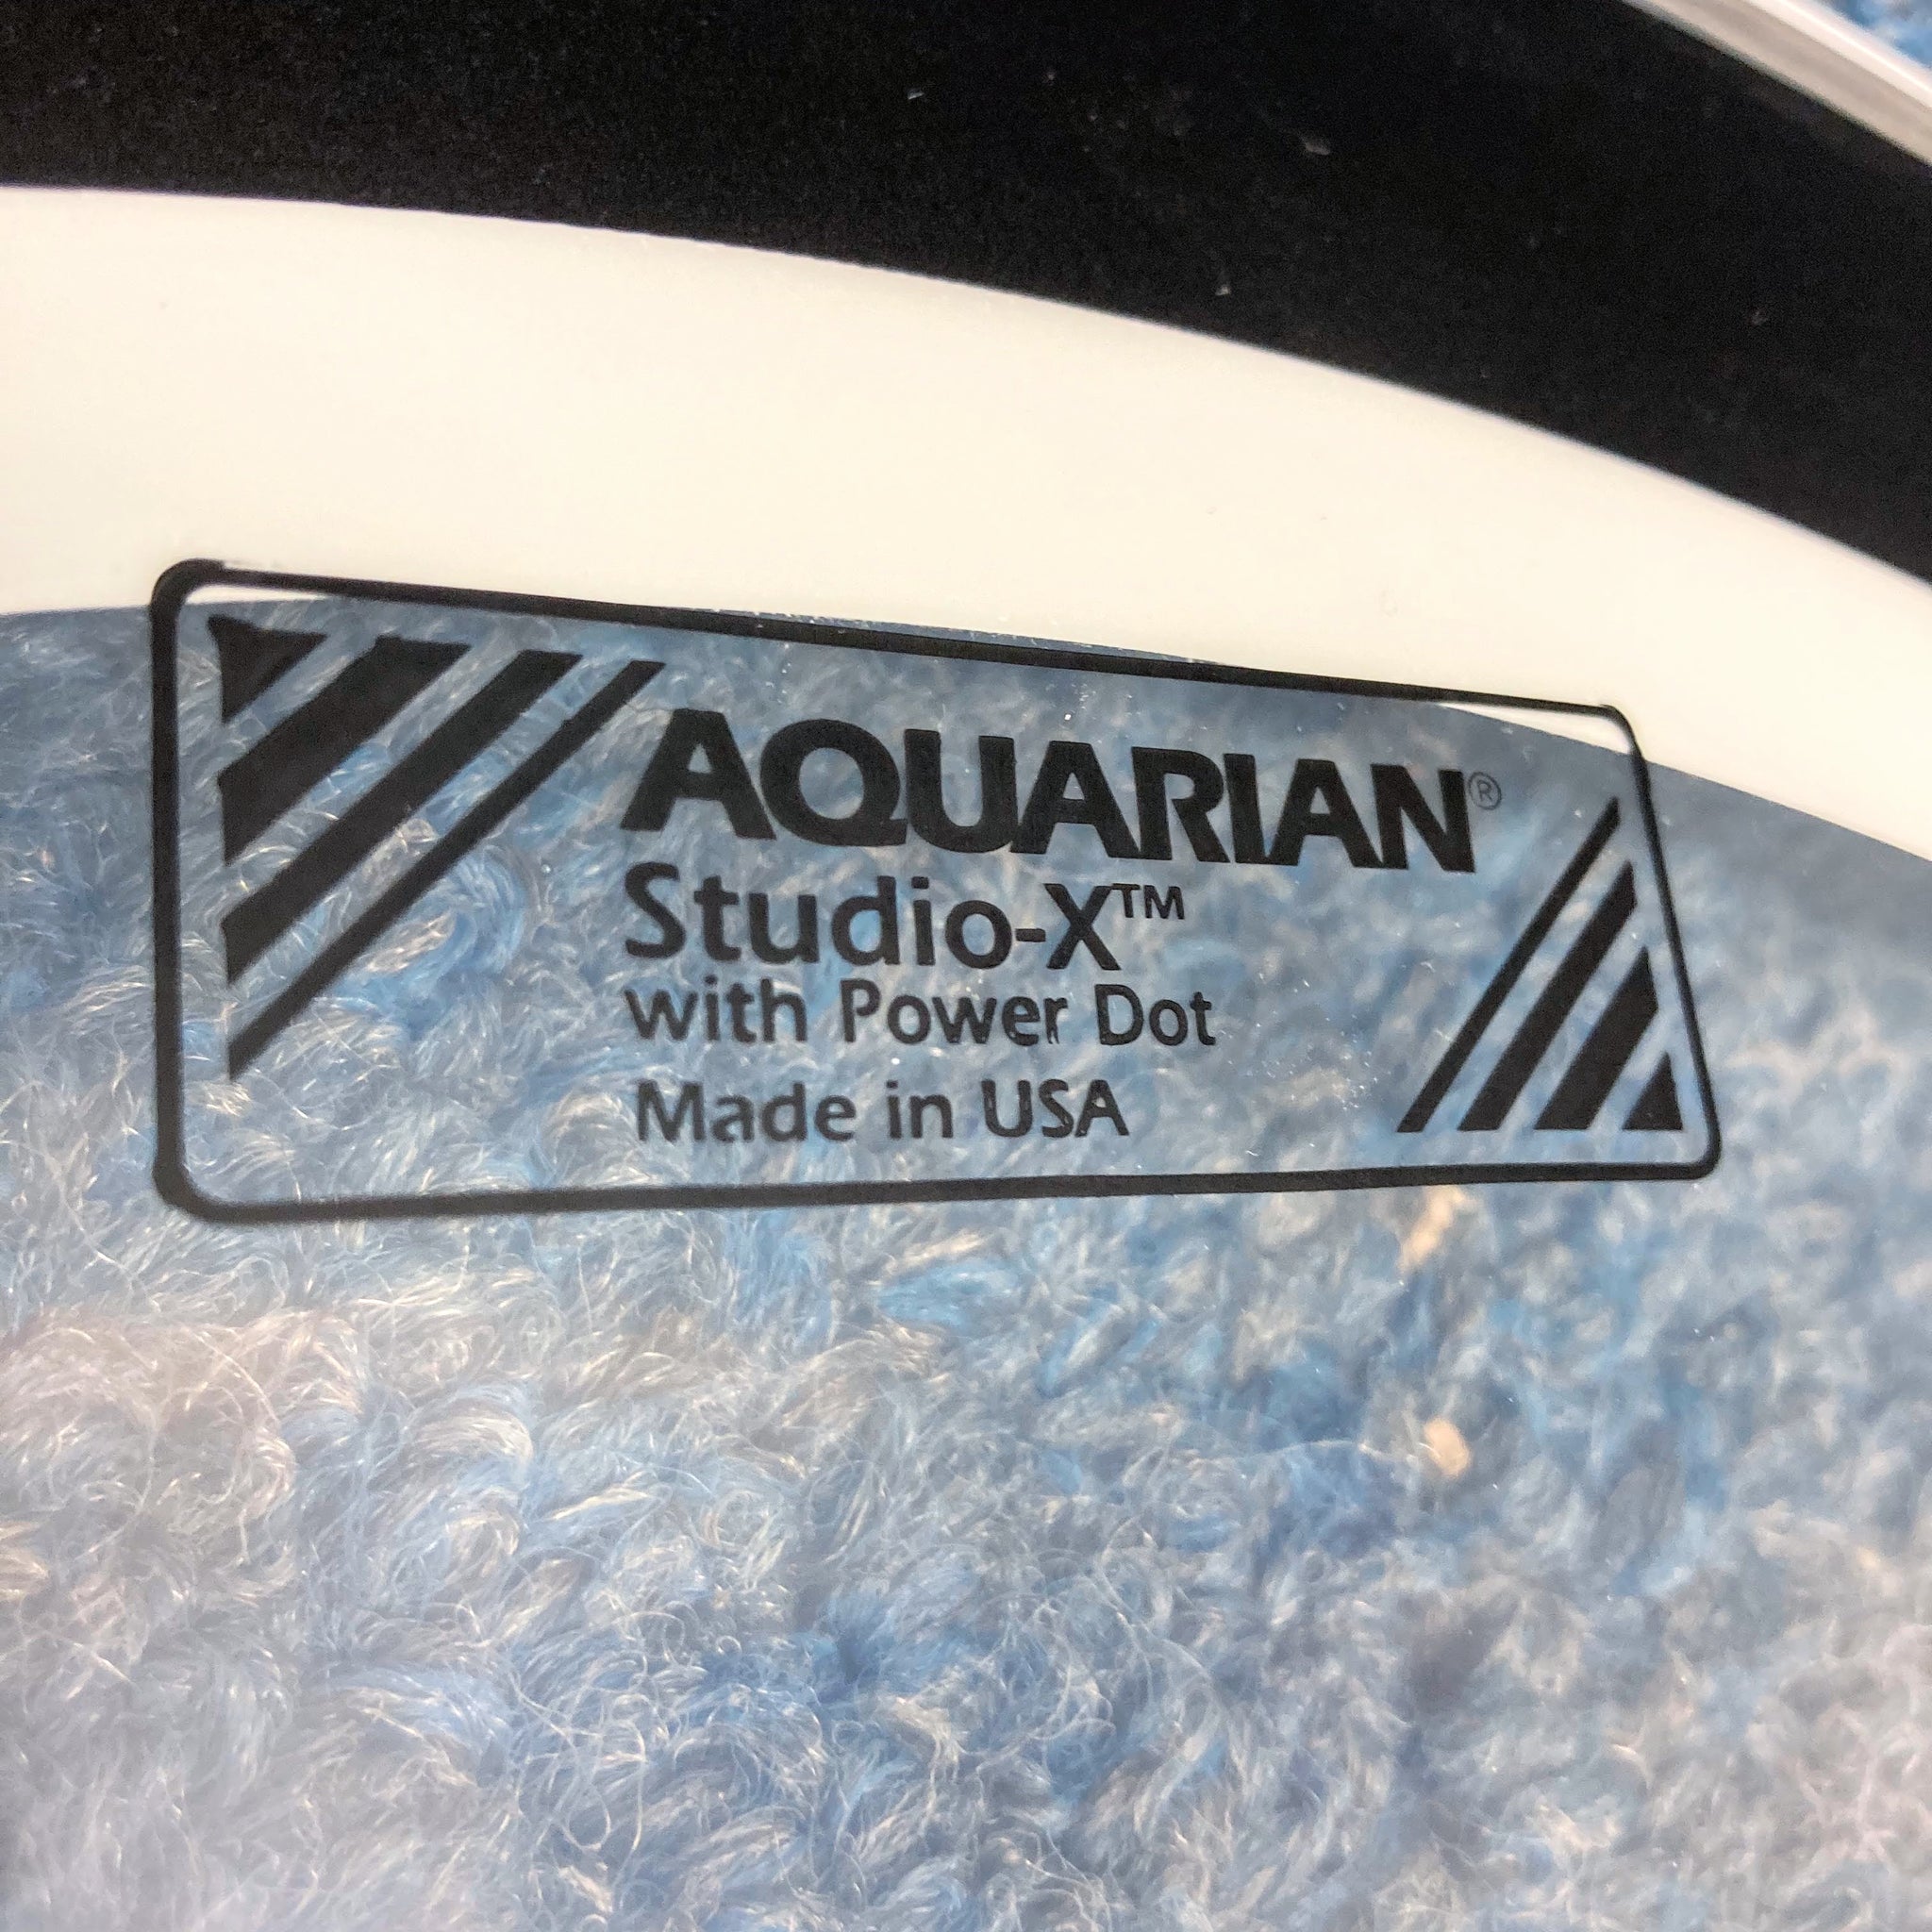 AQUARIAN®
Studio-X™
with Power Dot
Made in USA